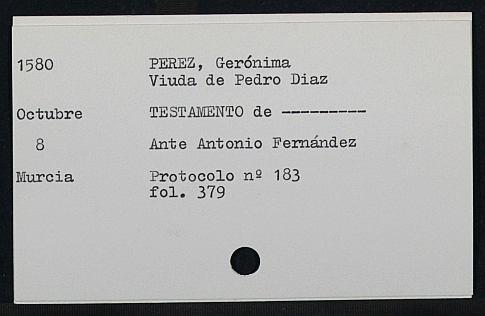 1580 PEREZ, Gerónima
Viuda de Pedro Diaz
Octubre TESTAMENTO de ---------
8 Ante Antonio Fernández
Murcia Protocolo nº 183
fol. 379